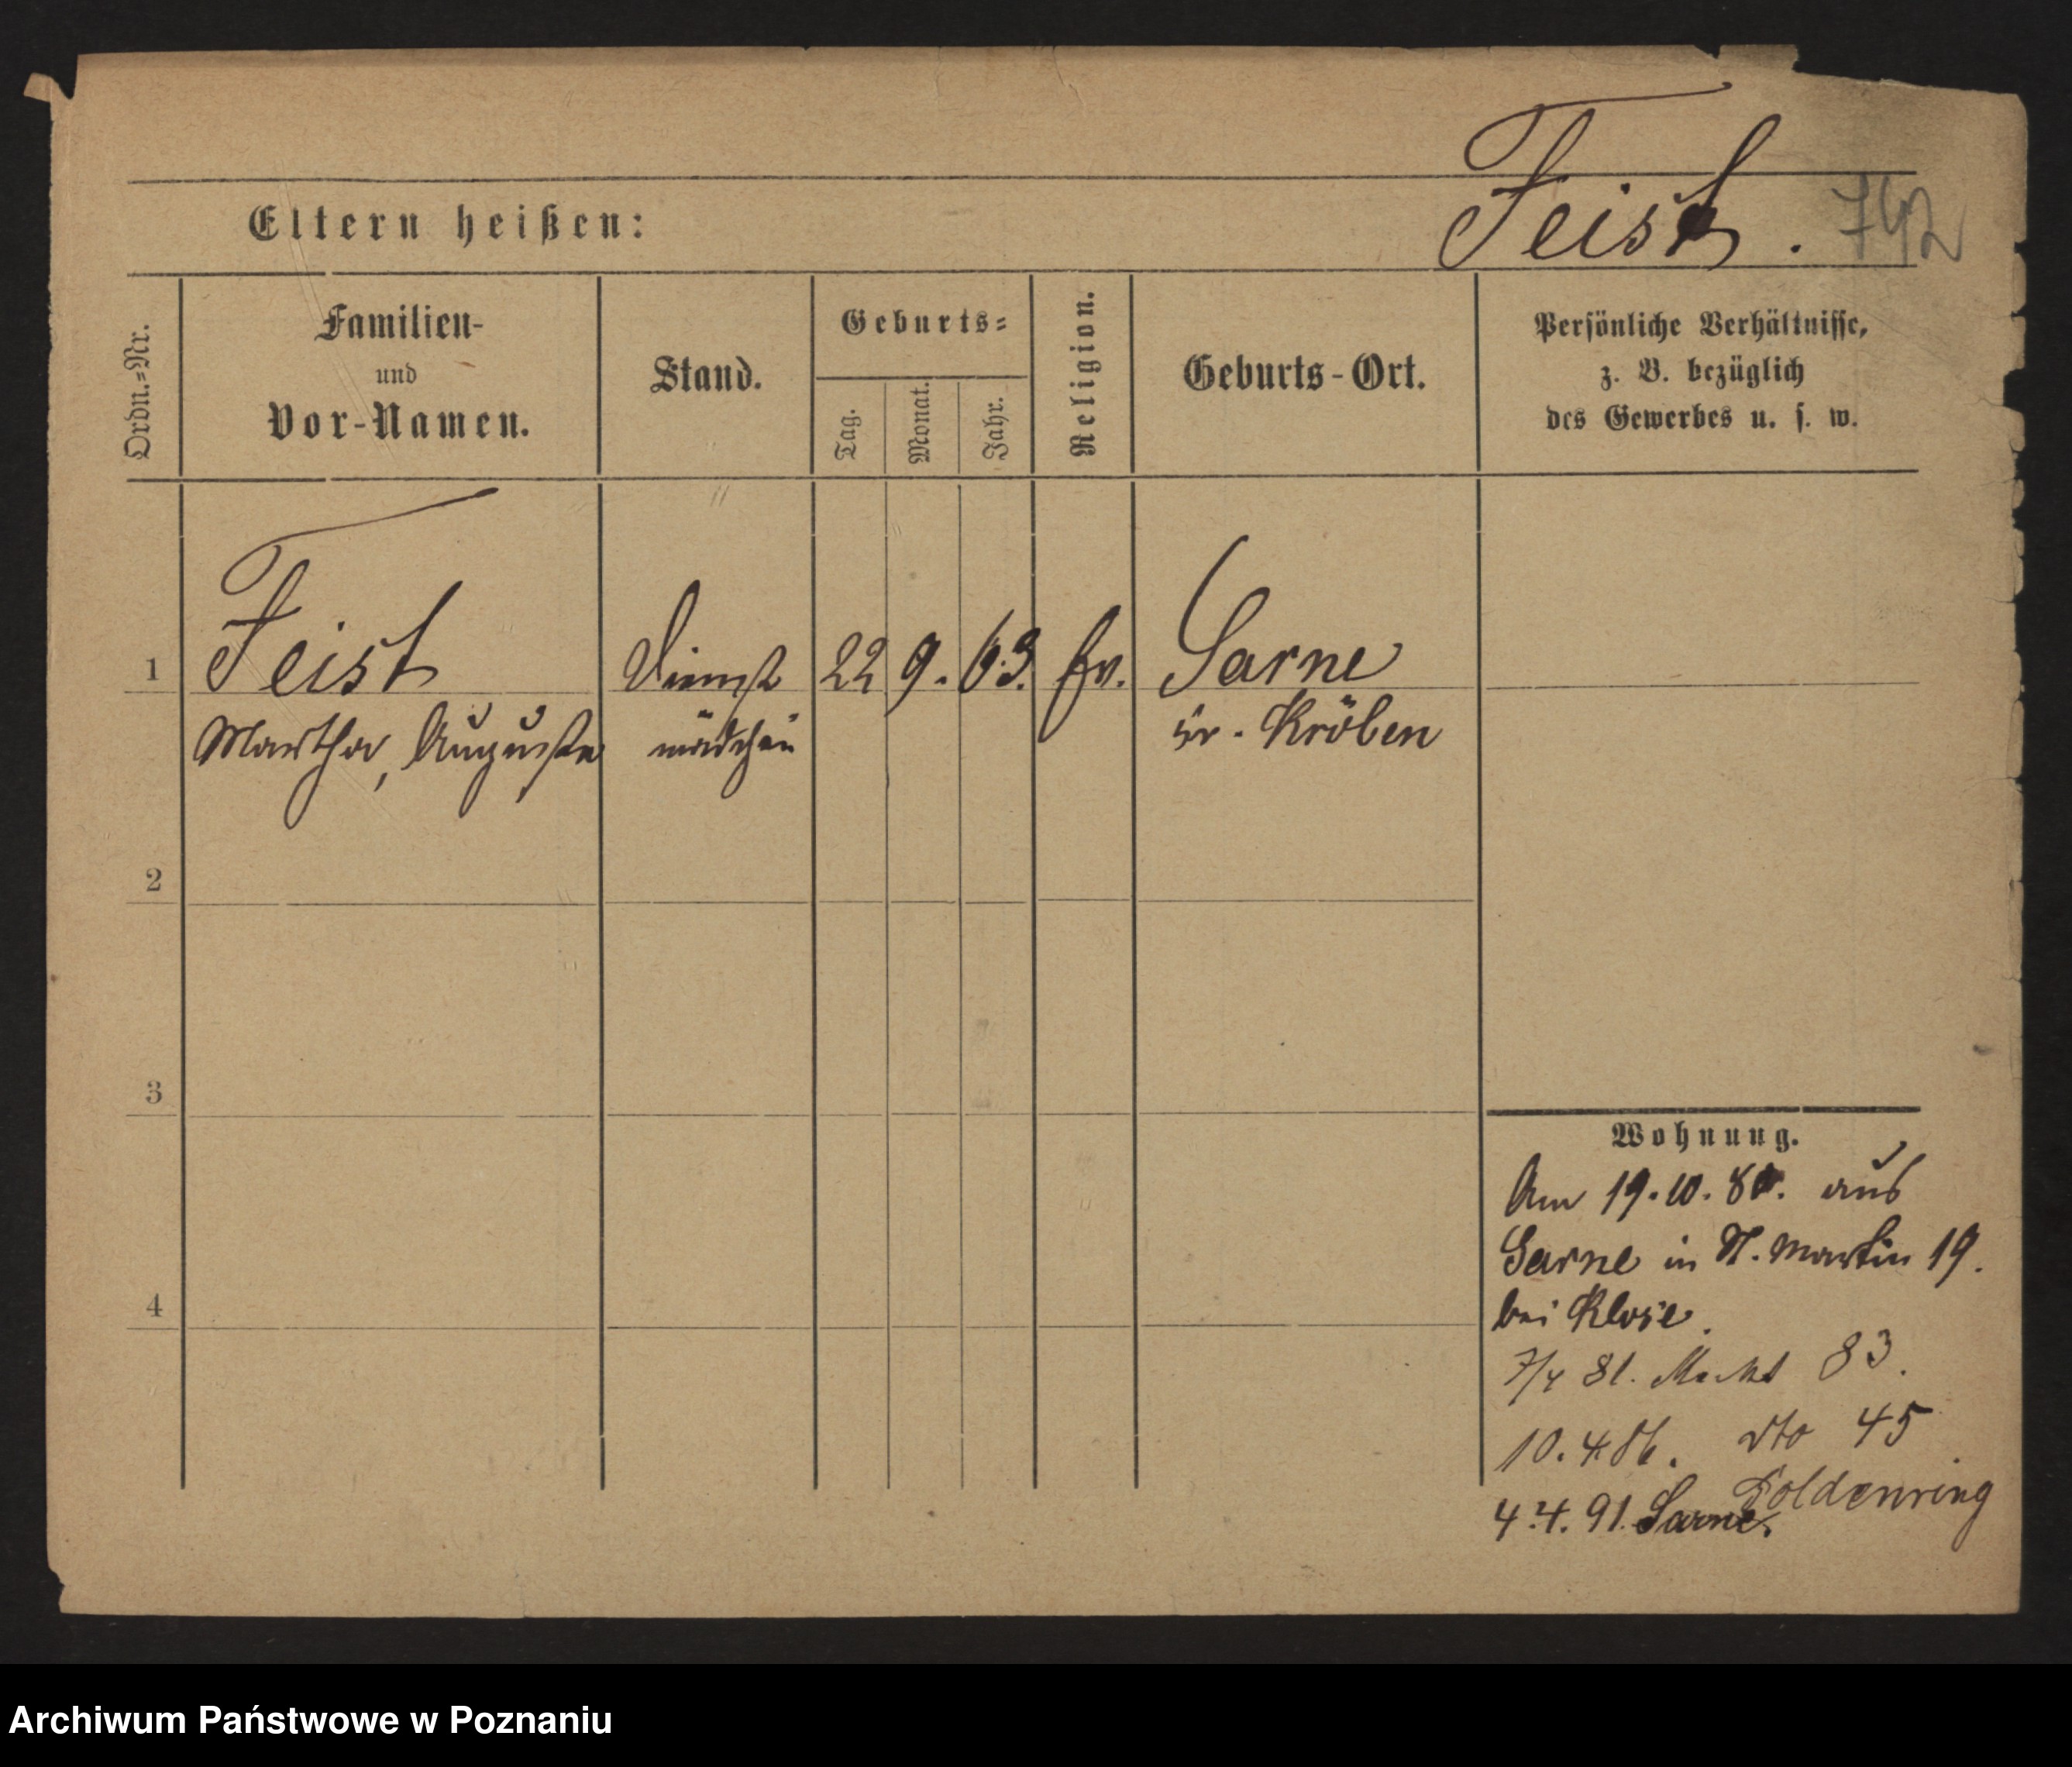 Feist. 742
Eltern heißen:
Ordn.=Nr.
Familien-
und
Vor-Namen.
Stand.
Geburts=
Tag.
Monat.
Jahr.
Religion.
Geburts-Ort.
Persönliche Verhältnisse,
z. B. bezüglich
des Gewerbes u. s. w.
1 Feist Dienst 22 9. 63. Ev. Sarne
Martha, Auguste mädchen Kr. Kröben
2
3
4
Wohnung.
Am 19.10.80. aus
Sarne in St. Martin 19.
bei Klose.
7/4 81. Markt 83.
10.4.86. dto 45
Goldenring
4.4.91. Sarne.
Archiwum Państwowe w Poznaniu